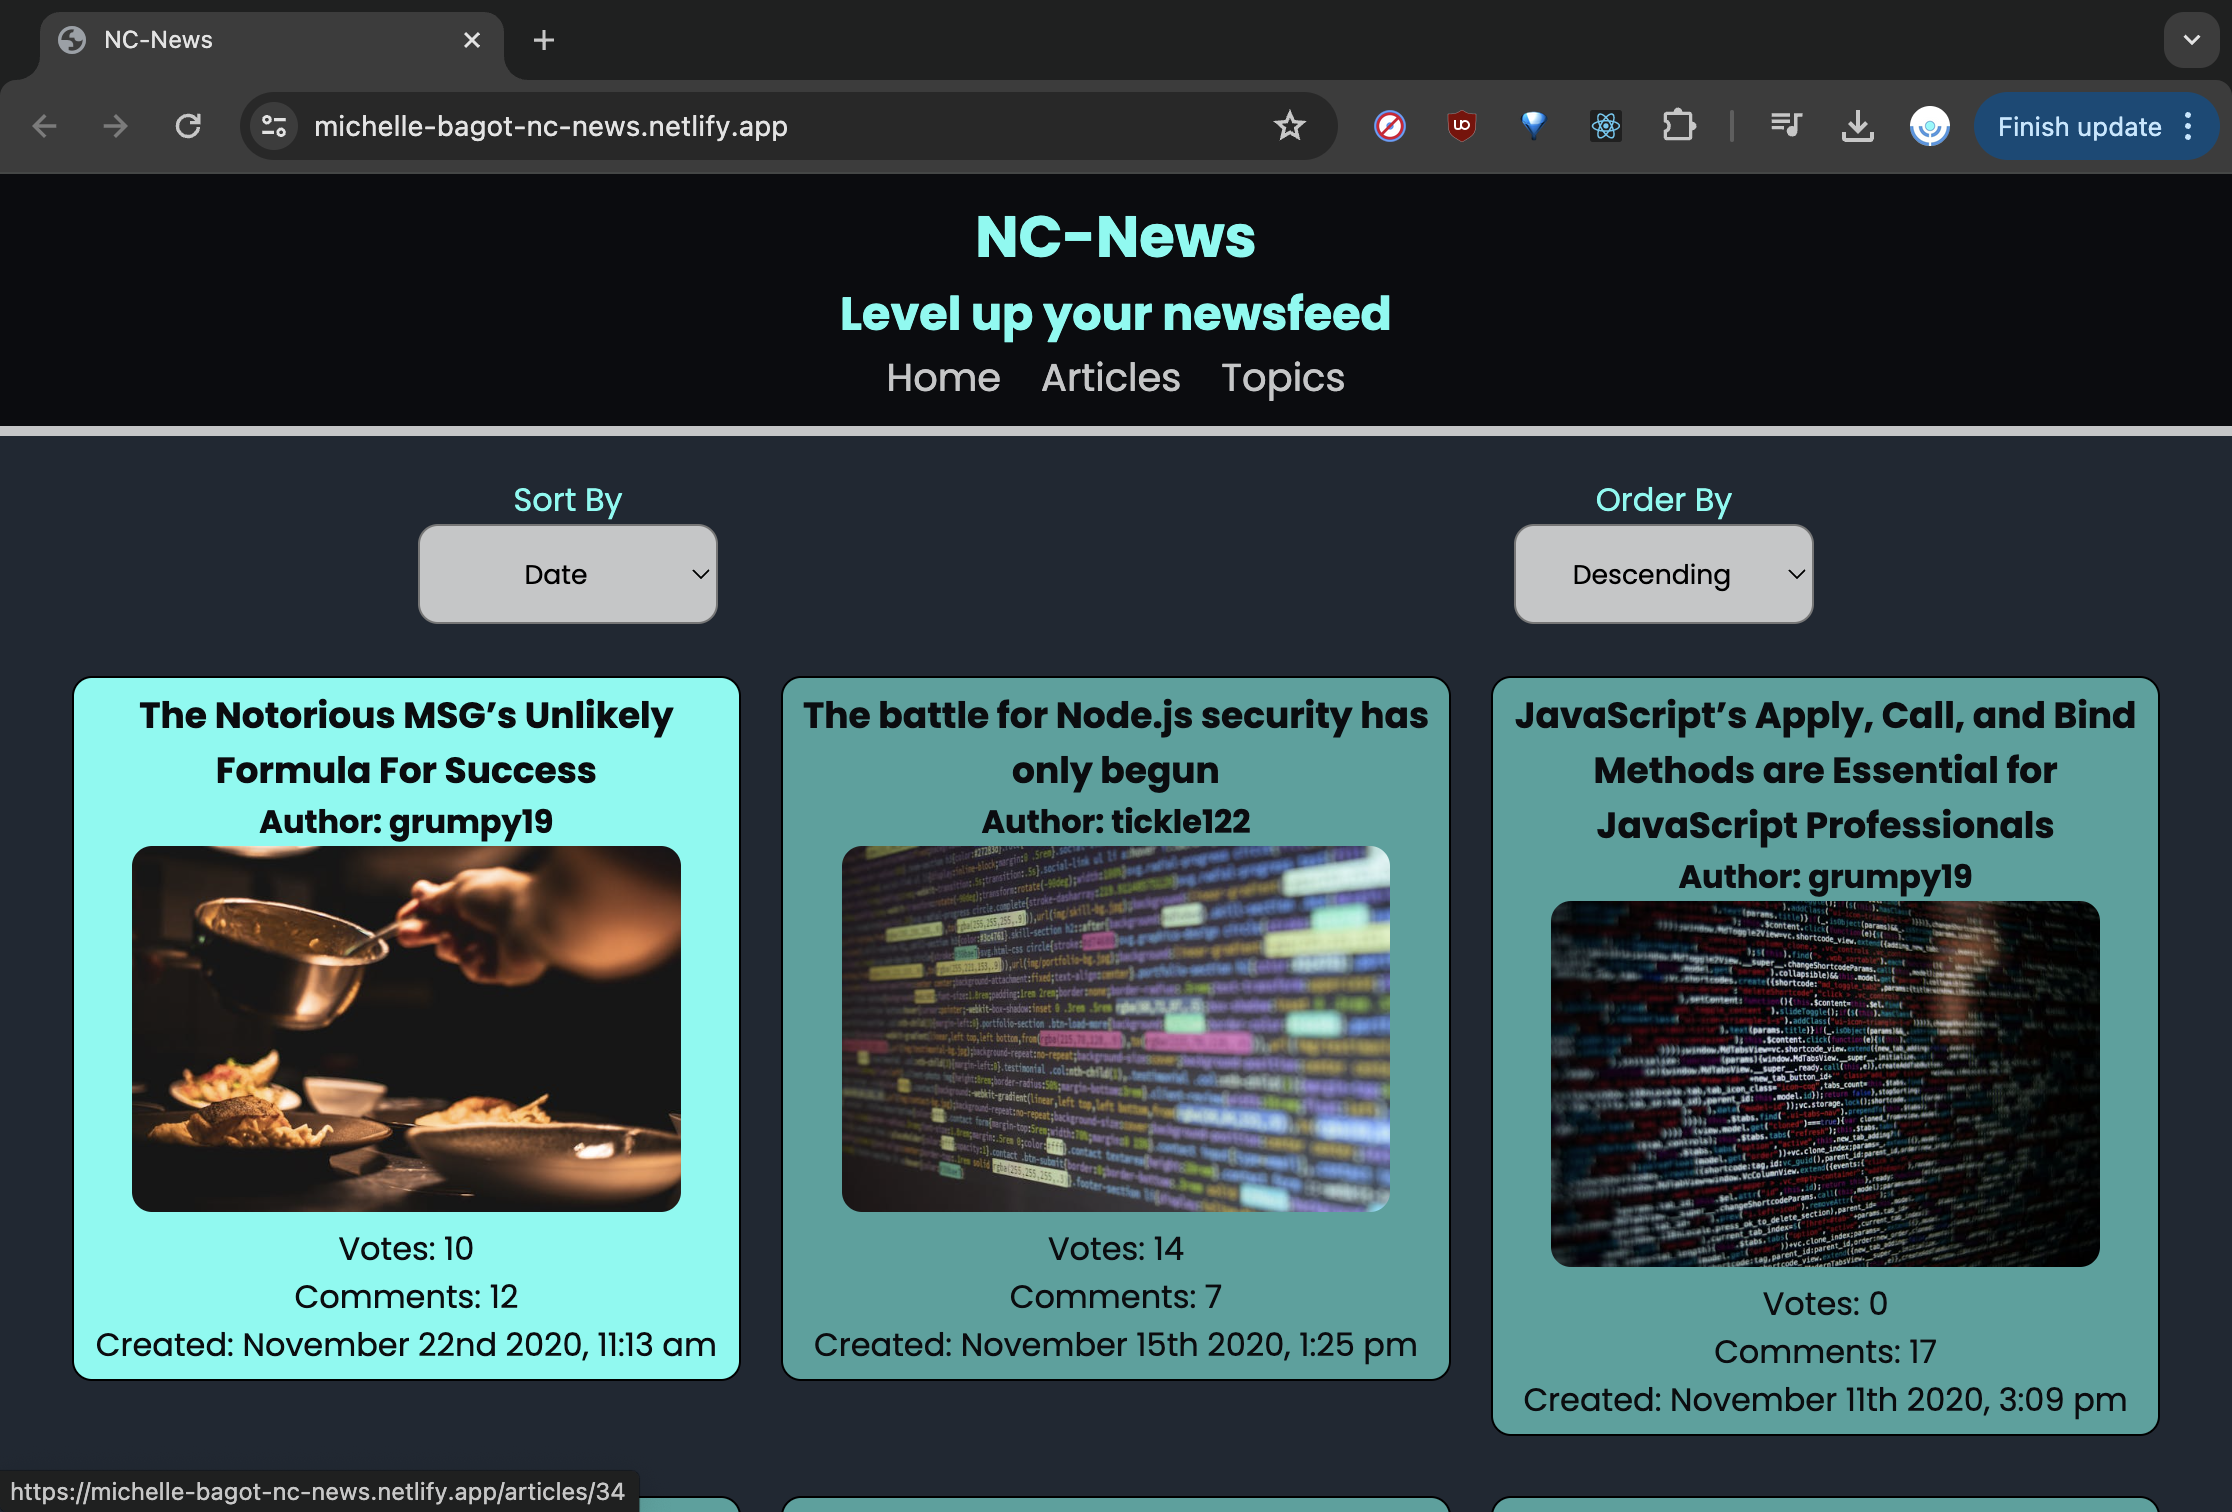 NC-News
michelle-bagot-nc-news.netlify.app
Finish update
NC-News
Level up your newsfeed
Home Articles Topics
Sort By
Date
Order By
Descending
The Notorious MSG’s Unlikely
Formula For Success
Author: grumpy19
Votes: 10
Comments: 12
Created: November 22nd 2020, 11:13 am
The battle for Node.js security has
only begun
Author: tickle122
Votes: 14
Comments: 7
Created: November 15th 2020, 1:25 pm
JavaScript’s Apply, Call, and Bind
Methods are Essential for
JavaScript Professionals
Author: grumpy19
Votes: 0
Comments: 17
Created: November 11th 2020, 3:09 pm
https://michelle-bagot-nc-news.netlify.app/articles/34